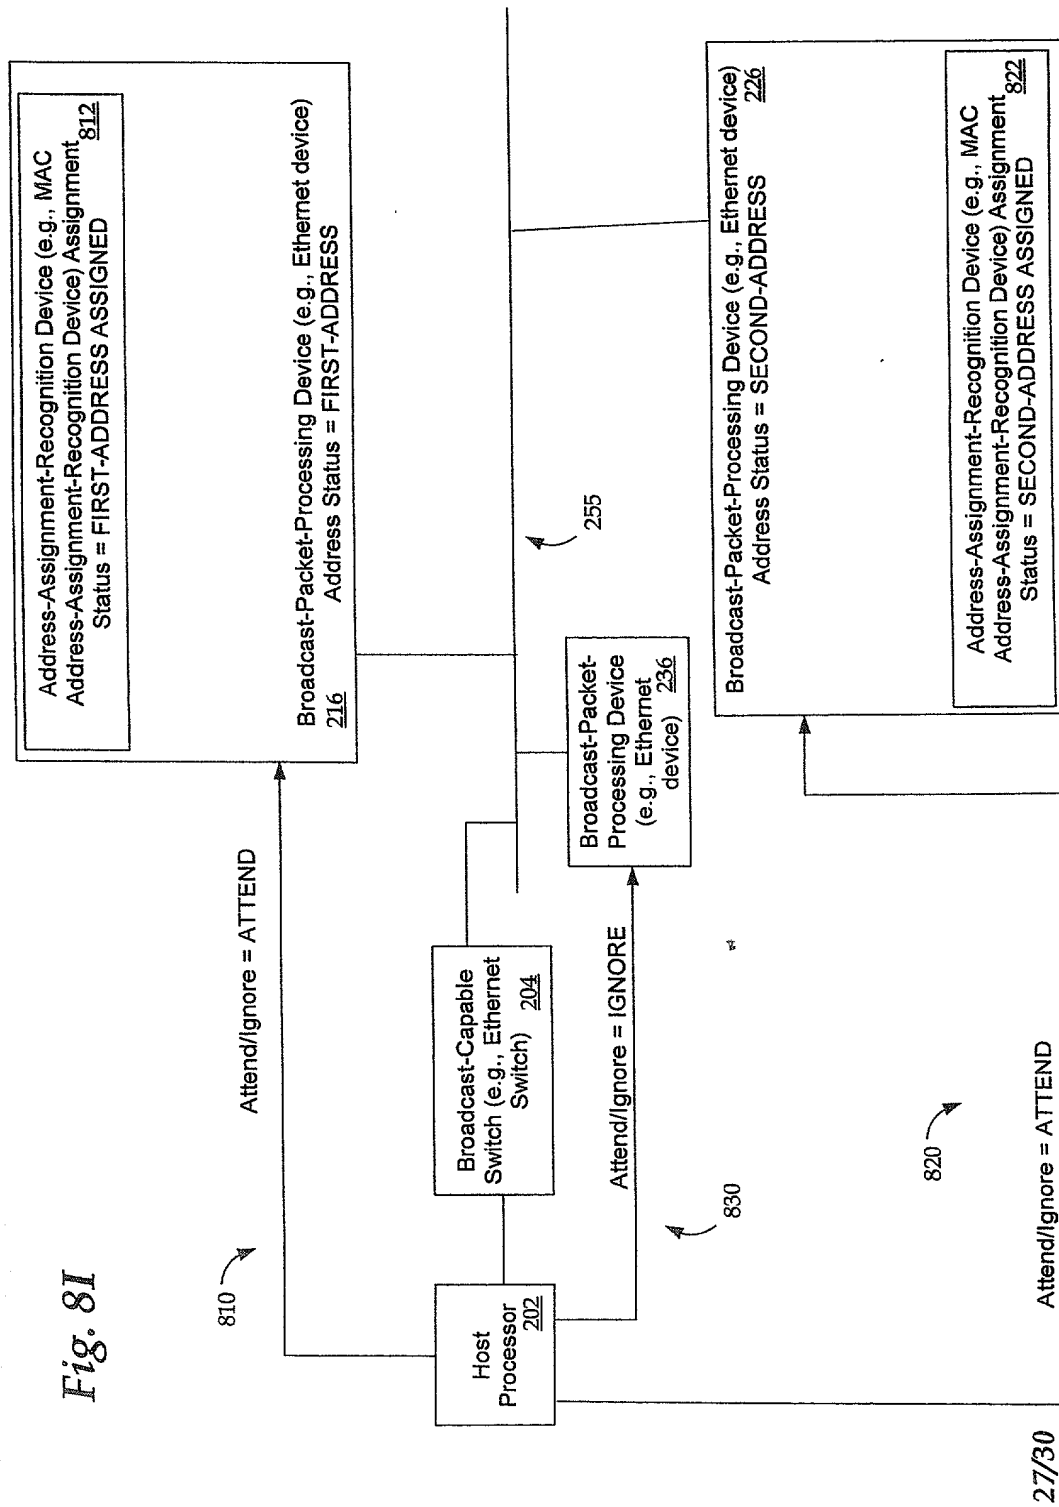 Fig. 8I
810
Attend/Ignore = ATTEND
Address-Assignment-Recognition Device (e.g., MAC
Address-Assignment-Recognition Device) Assignment
Status = FIRST-ADDRESS ASSIGNED
812
Broadcast-Packet-Processing Device (e.g., Ethernet device)
216
Address Status = FIRST-ADDRESS
Host
Processor
202
Broadcast-Capable
Switch (e.g., Ethernet
Switch)
204
255
Attend/Ignore = IGNORE
830
Broadcast-Packet-
Processing Device
(e.g., Ethernet
236
device)
Broadcast-Packet-Processing Device (e.g., Ethernet device)
226
Address Status = SECOND-ADDRESS
820
Attend/Ignore = ATTEND
Address-Assignment-Recognition Device (e.g., MAC
Address-Assignment-Recognition Device) Assignment
822
Status = SECOND-ADDRESS ASSIGNED
27/30